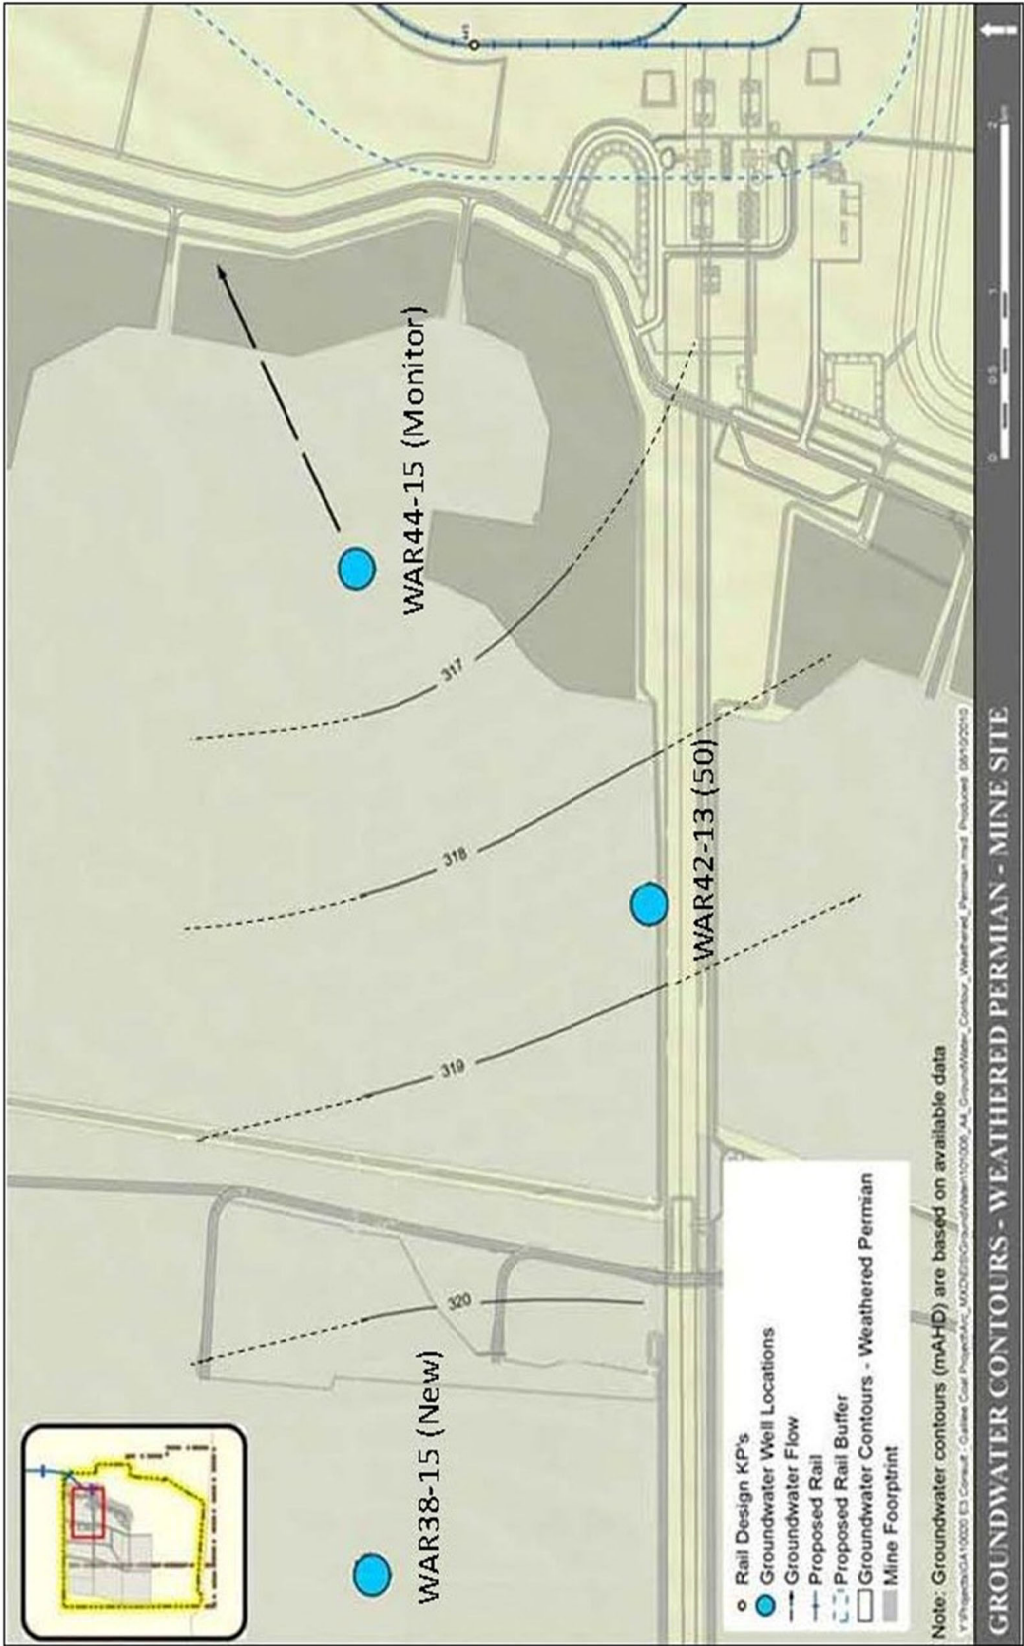 WAR38-15 (New)
320
319
318
317
WAR42-13 (50)
WAR44-15 (Monitor)
Rail Design KP's
Groundwater Well Locations
Groundwater Flow
Proposed Rail
Proposed Rail Buffer
Groundwater Contours - Weathered Permian
Mine Foorprint
Note: Groundwater contours (mAHD) are based on available data
0 0.5 1 2
GROUNDWATER CONTOURS - WEATHERED PERMIAN - MINE SITE